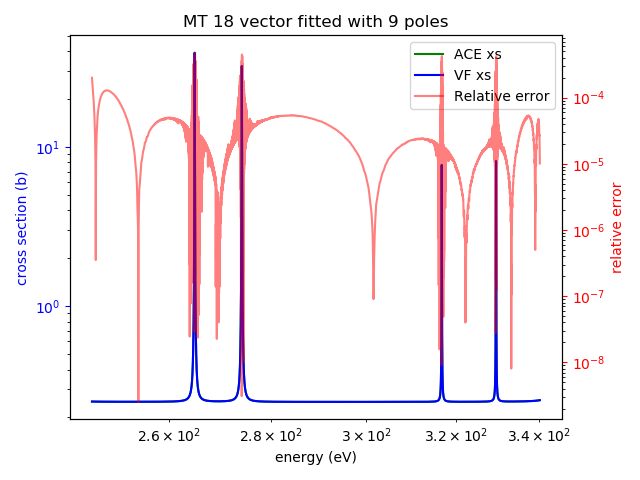 MT 18 vector fitted with 9 poles
ACE xs
VF xs
Relative error
10¹
10⁰
cross section (b)
10⁻⁴
10⁻⁵
10⁻⁶
10⁻⁷
10⁻⁸
relative error
2.6 × 10² 2.8 × 10² 3 × 10² 3.2 × 10² 3.4 × 10²
energy (eV)